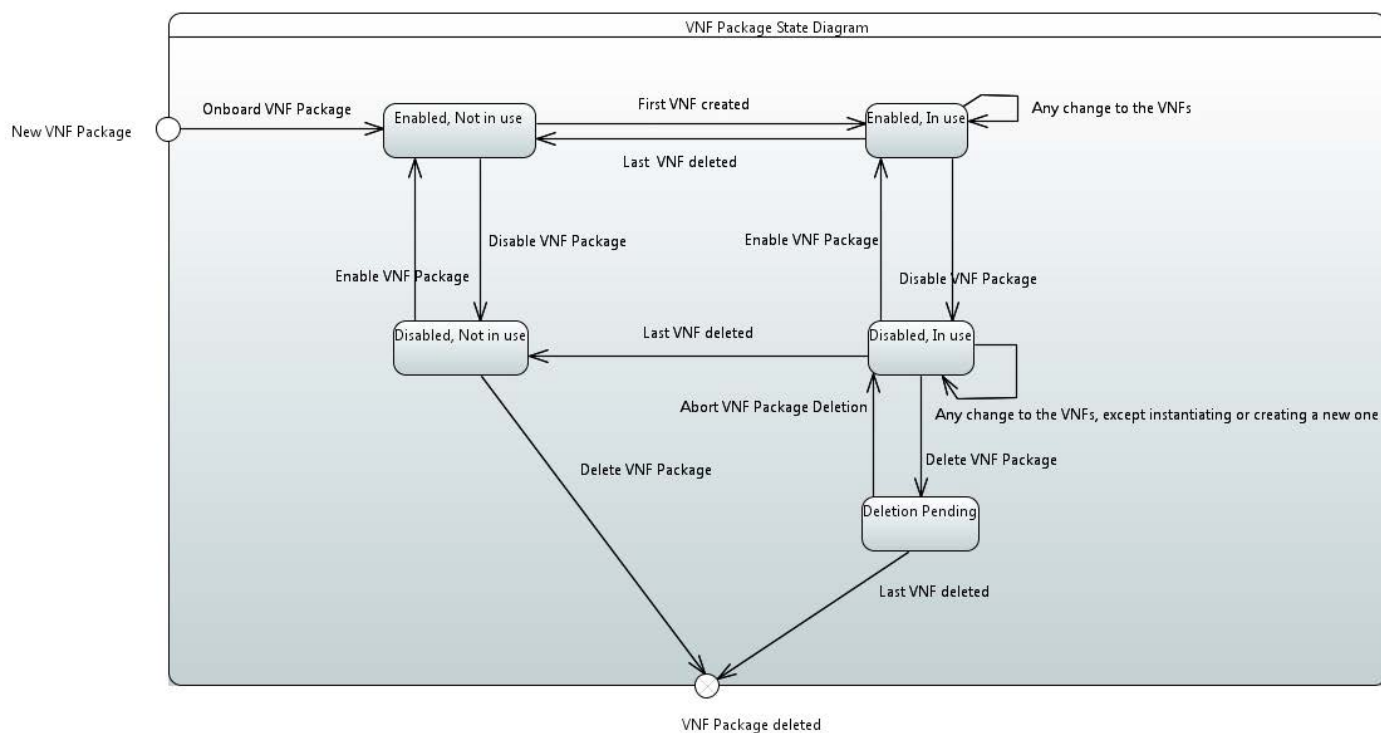 VNF Package State Diagram
Onboard VNF Package
First VNF created
Enabled, Not in use
Enabled, In use
Any change to the VNFs
New VNF Package
Last VNF deleted
Disable VNF Package
Enable VNF Package
Enable VNF Package
Disable VNF Package
Disabled, Not in use
Last VNF deleted
Disabled, In use
Abort VNF Package Deletion
Any change to the VNFs, except instantiating or creating a new one
Delete VNF Package
Delete VNF Package
Deletion Pending
Last VNF deleted
VNF Package deleted